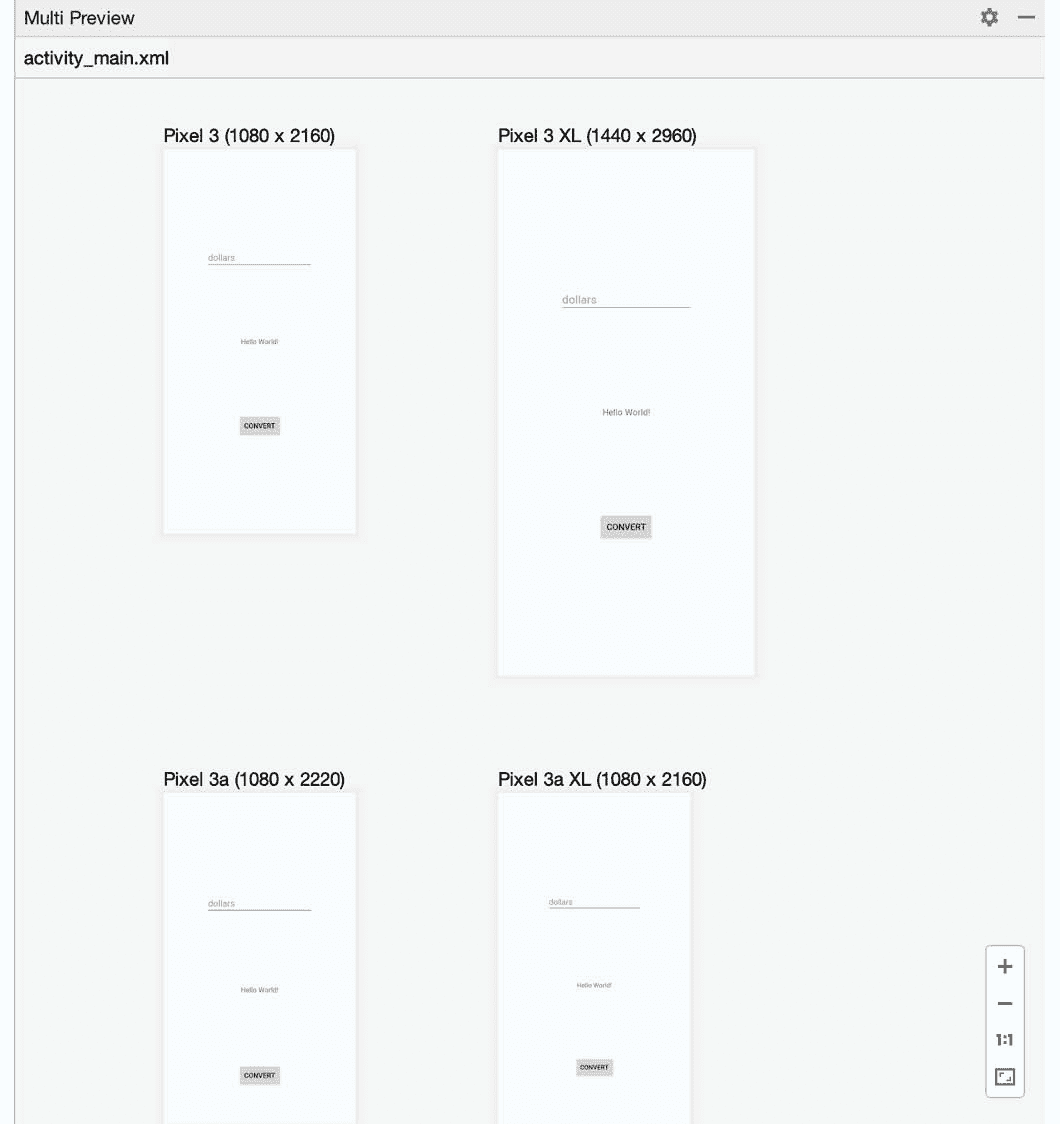 Multi Preview
activity_main.xml
Pixel 3 (1080 x 2160)
dollars
Hello World!
CONVERT
Pixel 3 XL (1440 x 2960)
dollars
Hello World!
CONVERT
Pixel 3a (1080 x 2220)
dollars
Hello World!
CONVERT
Pixel 3a XL (1080 x 2160)
dollars
Hello World!
CONVERT
1:1